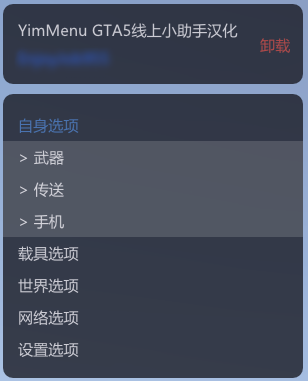 YimMenu GTA5线上小助手汉化
卸载
自身选项
> 武器
> 传送
> 手机
载具选项
世界选项
网络选项
设置选项